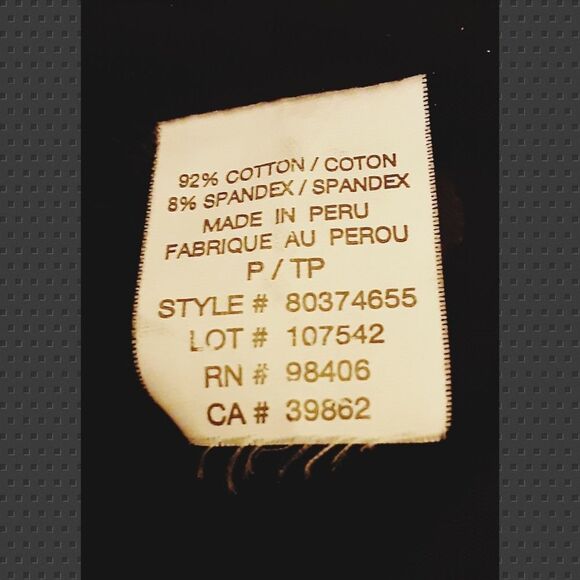 92% COTTON / COTON
8% SPANDEX / SPANDEX
MADE IN PERU
FABRIQUE AU PEROU
P / TP
STYLE # 80374655
LOT # 107542
RN # 98406
CA # 39862